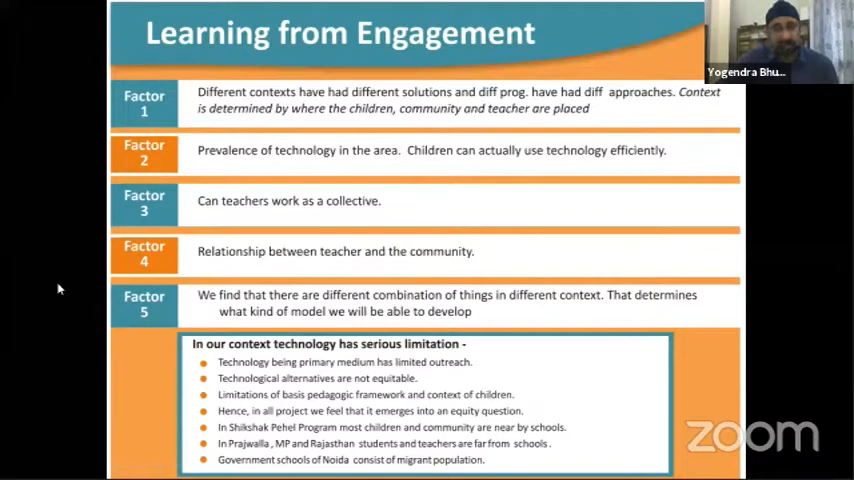 Learning from Engagement
Yogendra Bhu...
Factor
1
Different contexts have had different solutions and diff prog. have had diff approaches. Context
is determined by where the children, community and teacher are placed
Factor
2
Prevalence of technology in the area. Children can actually use technology efficiently.
Factor
3
Can teachers work as a collective.
Factor
4
Relationship between teacher and the community.
Factor
5
We find that there are different combination of things in different context. That determines
what kind of model we will be able to develop
In our context technology has serious limitation -
Technology being primary medium has limited outreach.
Technological alternatives are not equitable.
Limitations of basis pedagogic framework and context of children.
Hence, in all project we feel that it emerges into an equity question.
In Shikshak Pehel Program most children and community are near by schools.
In Prajwalla, MP and Rajasthan students and teachers are far from schools.
Government schools of Noida consist of migrant population.
zoom